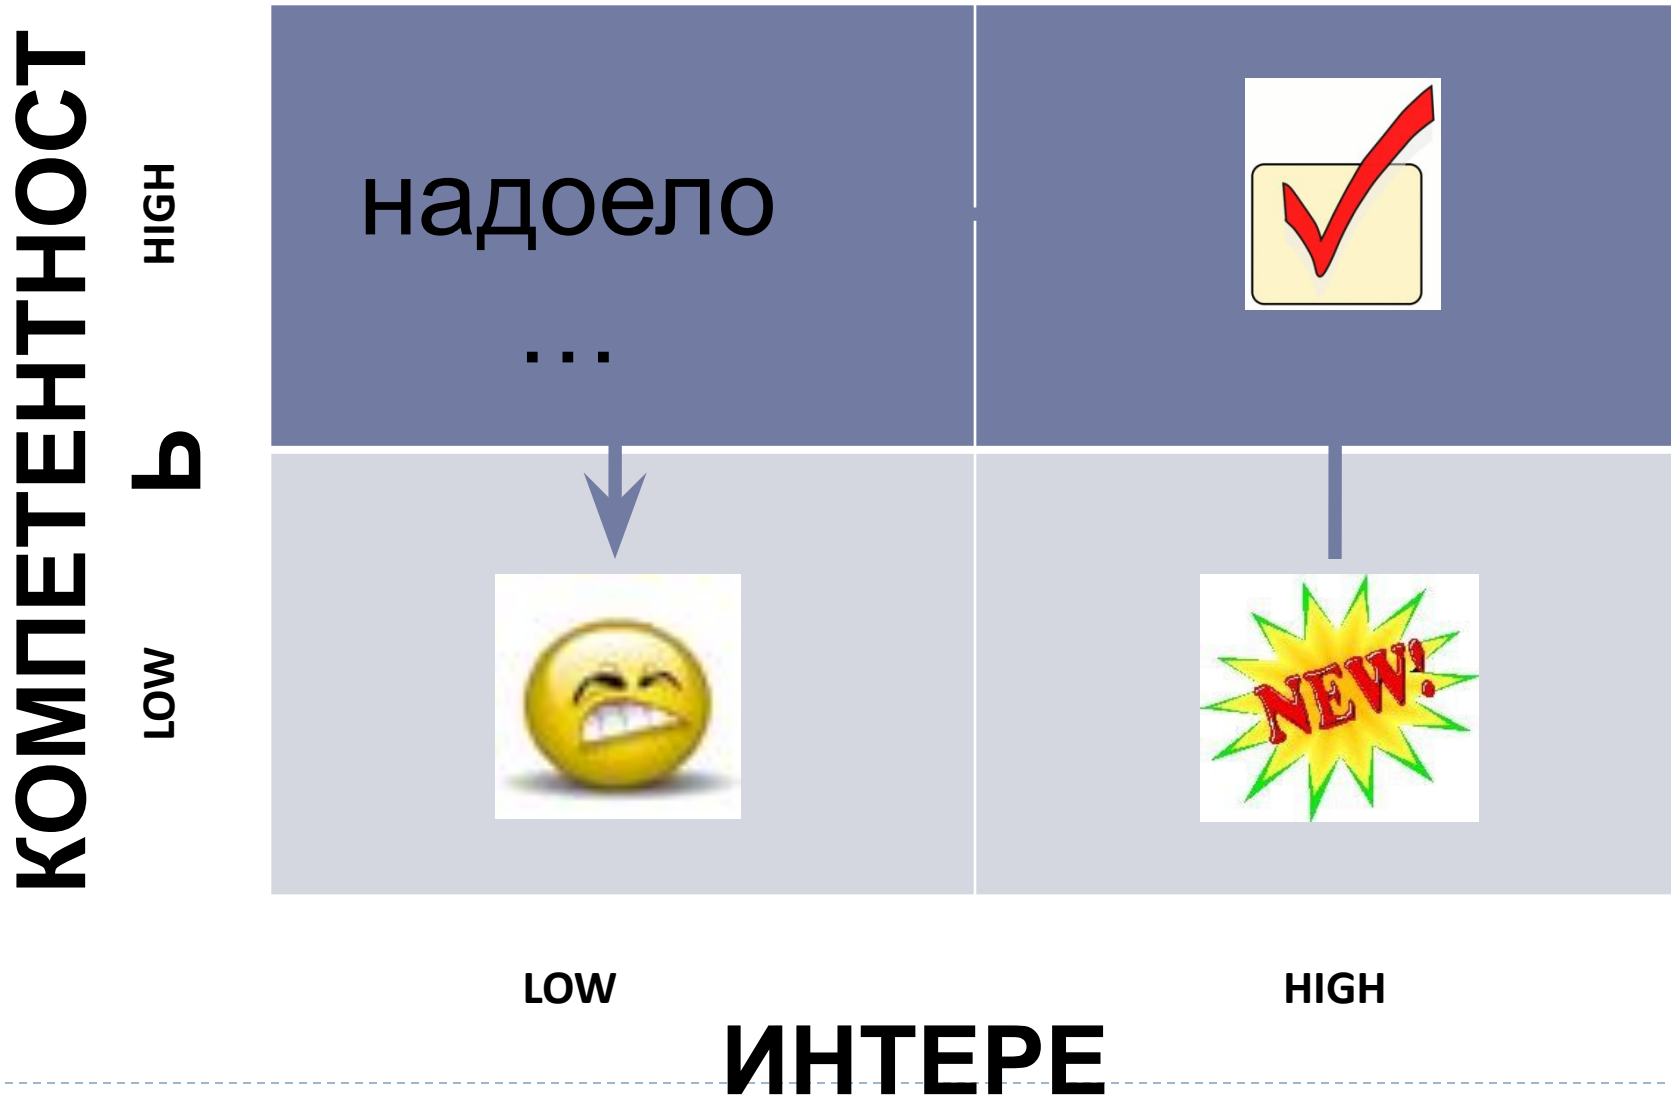 КОМПЕТЕНТНОСТ
Ь
HIGH
LOW
надоело
...
NEW!
LOW
HIGH
ИНТЕРЕ